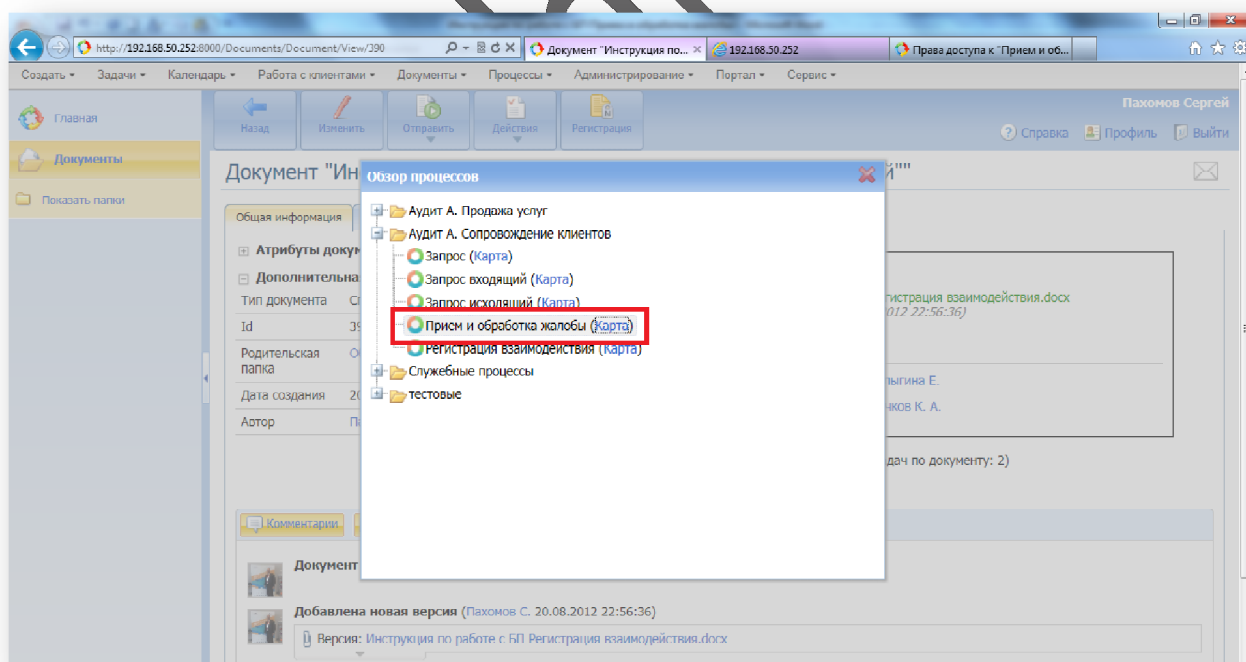 http://192.168.50.252:8000/Documents/Document/View/390
Документ "Инструкция по...
192.168.50.252
Права доступа к "Прием и об...
Создать Задачи Календарь Работа с клиентами Документы Процессы Администрирование Портал Сервис
Пахомов Сергей
Главная
Назад Изменить Отправить Действия Регистрация
Справка Профиль Выйти
Документы
Документ "Ин
й""
Обзор процессов
Показать папки
Общая информация
Аудит А. Продажа услуг
Аудит А. Сопровождение клиентов
Атрибуты докум
Запрос (Карта)
Дополнительна
Запрос входящий (Карта)
Тип документа
Запрос исходящий (Карта)
гистрация взаимодействия.docx
012 22:56:36)
Id 39
Прием и обработка жалобы (Карта)
Родительская папка
Регистрация взаимодействия (Карта)
Служебные процессы
лыгина Е.
Дата создания 20
тестовые
нков К. А.
Автор Па
дач по документу: 2)
Комментарии
Документ
Добавлена новая версия (Пахомов С. 20.08.2012 22:56:36)
Версия: Инструкция по работе с БП Регистрация взаимодействия.docx